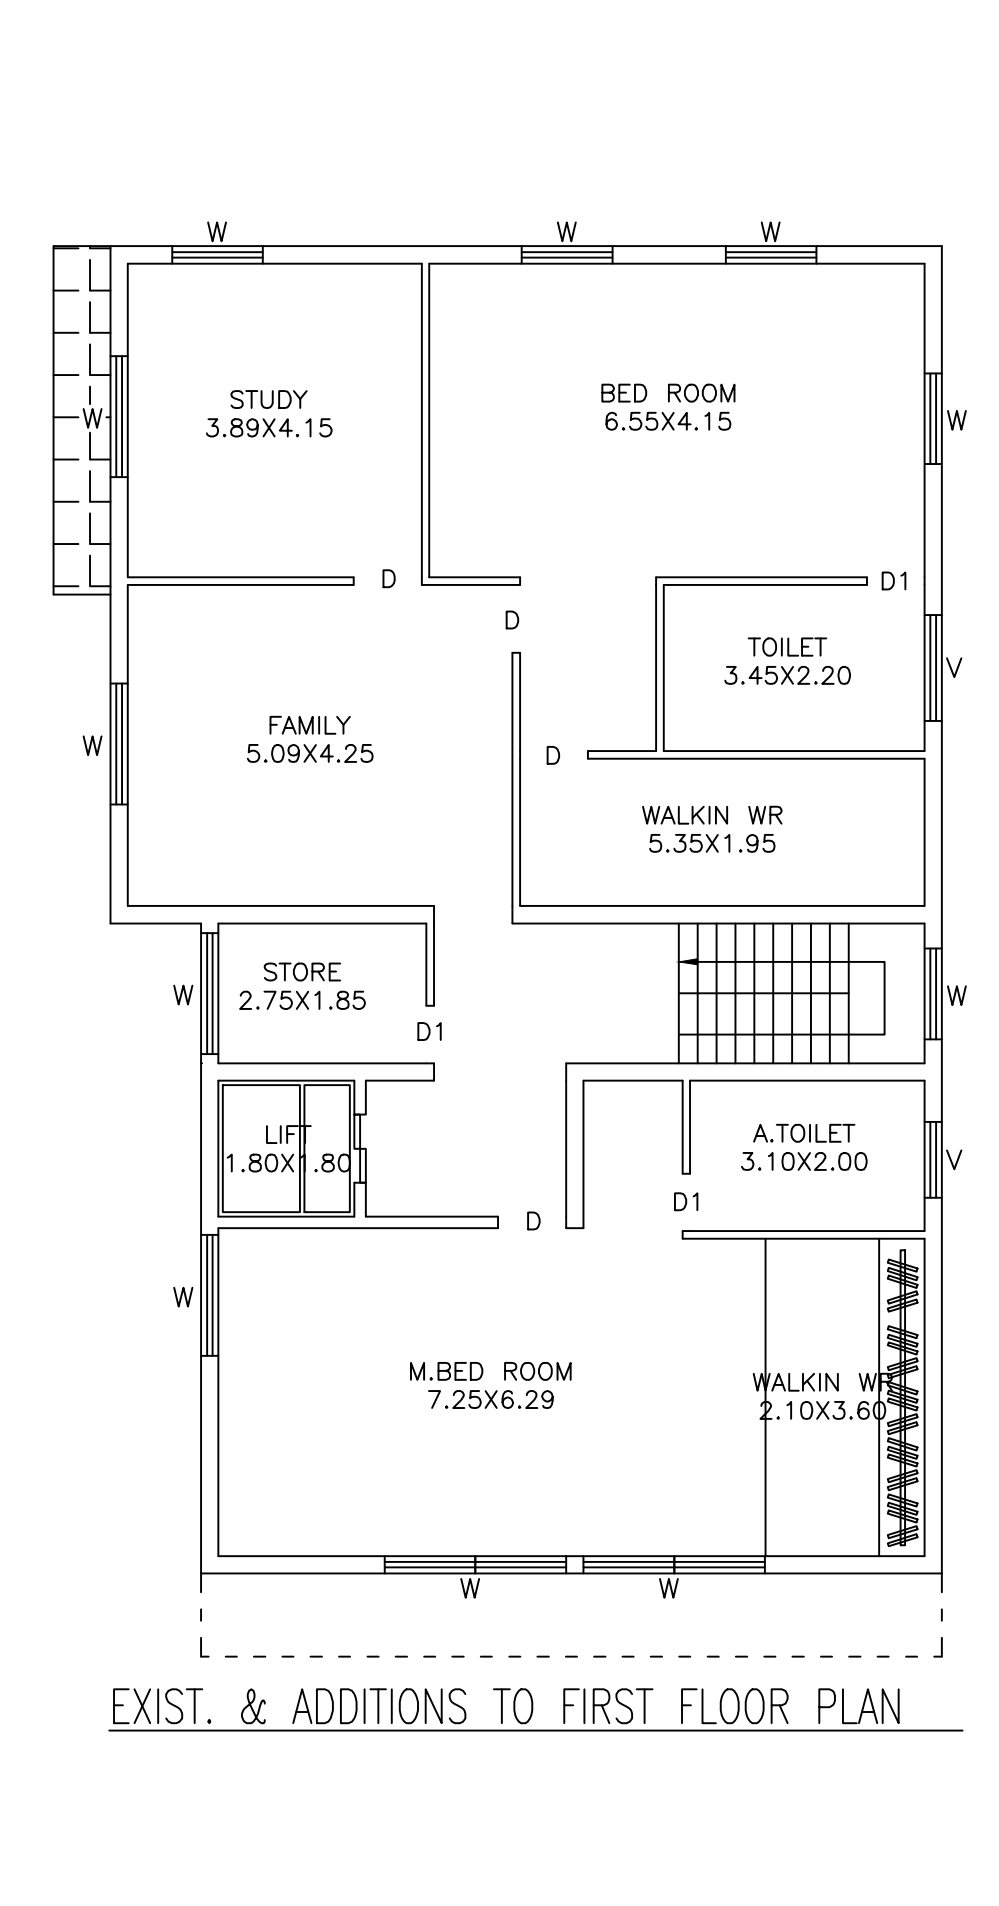 W
W
W
STUDY
3.89X4.15
BED ROOM
6.55X4.15
W
W
D
D1
D
TOILET
3.45X2.20
V
FAMILY
5.09X4.25
W
D
WALKIN WR
5.35X1.95
STORE
2.75X1.85
W
W
D1
LIFT
1.80X1.80
A.TOILET
3.10X2.00
V
D1
D
W
M.BED ROOM
7.25X6.29
WALKIN WR
2.10X3.60
W
W
EXIST. & ADDITIONS TO FIRST FLOOR PLAN